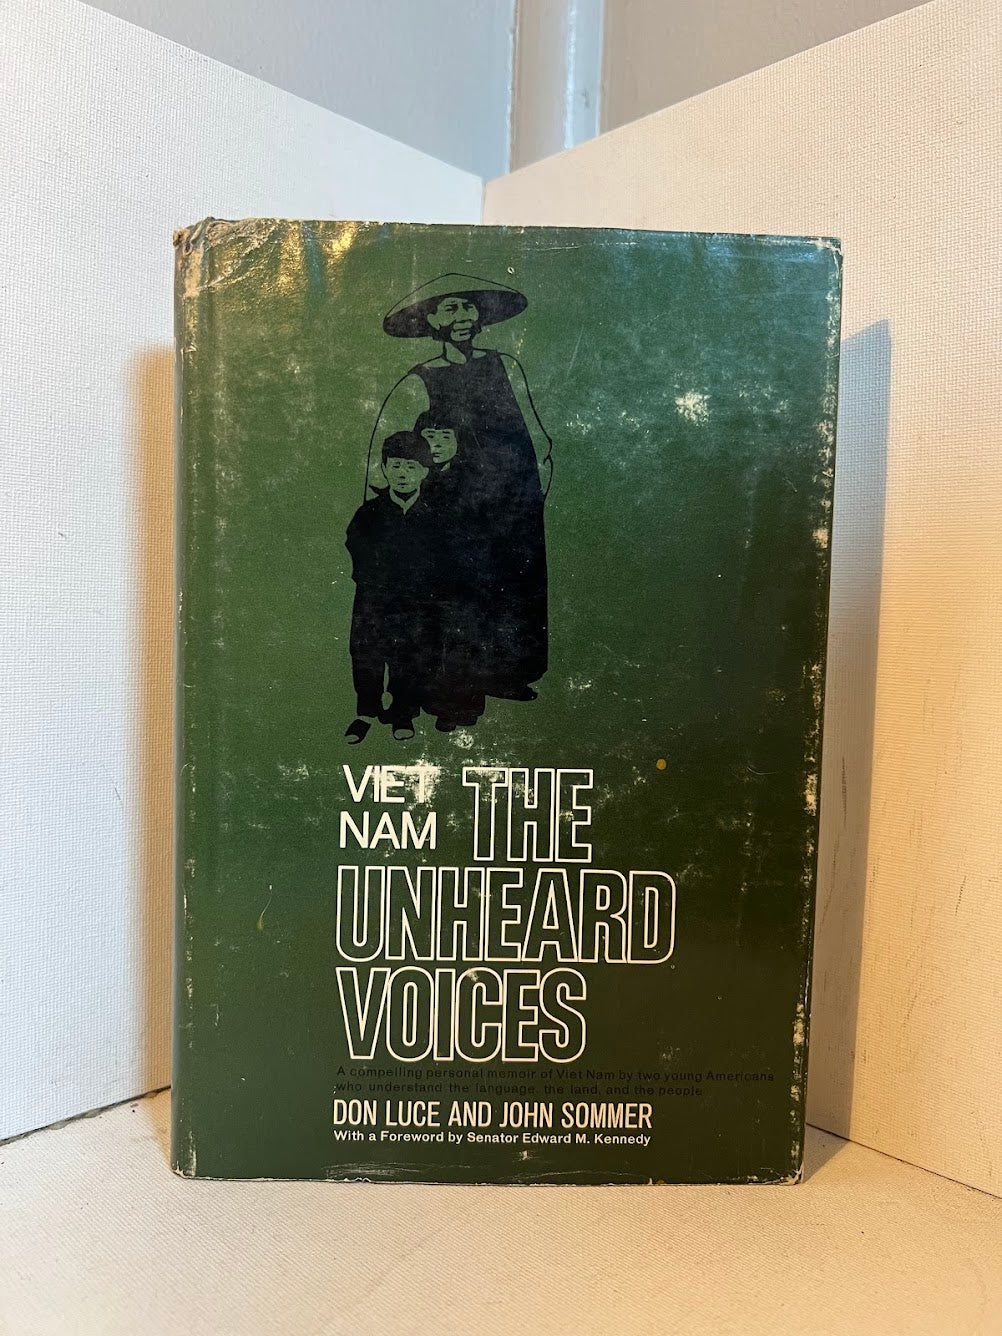 VIET
NAM
THE
UNHEARD
VOICES
A compelling personal memoir of Viet Nam by two young Americans
who understand the language, the land, and the people
DON LUCE AND JOHN SOMMER
With a Foreword by Senator Edward M. Kennedy